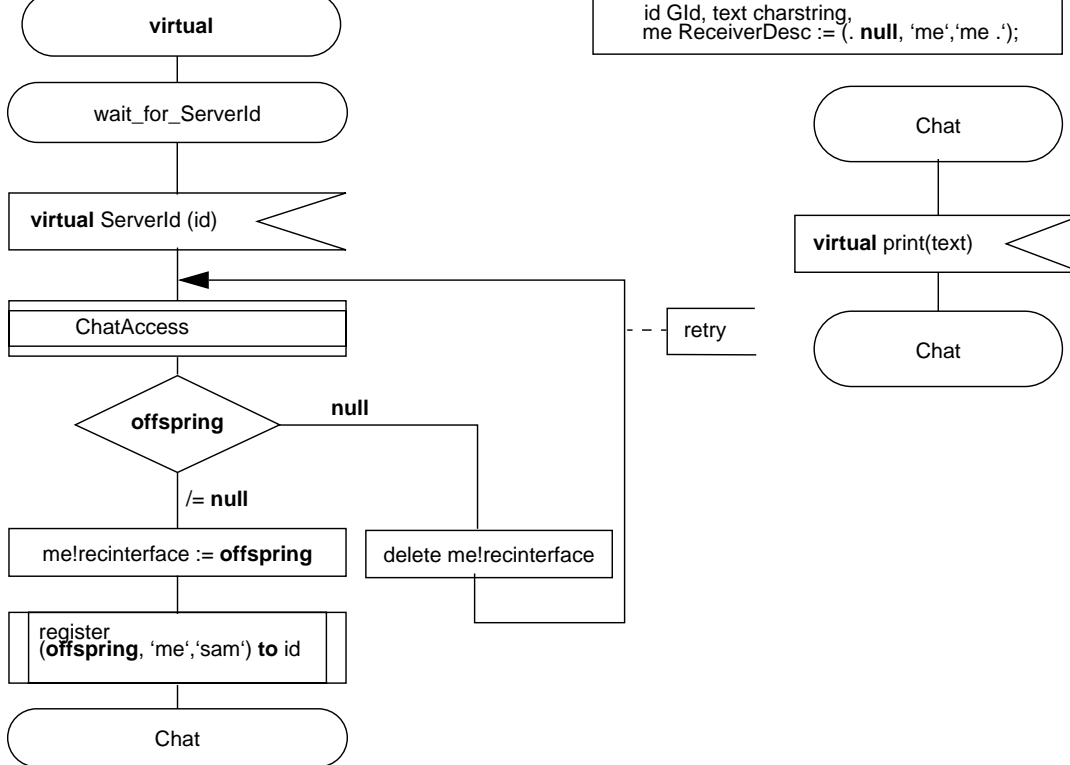 virtual
wait_for_ServerId
virtual ServerId (id)
ChatAccess
offspring
null
/= null
me!recinterface := offspring
delete me!recinterface
register
(offspring, ‘me‘,‘sam‘) to id
Chat
retry
id GId, text charstring,
me ReceiverDesc := (. null, ‘me‘,‘me .‘);
Chat
virtual print(text)
Chat